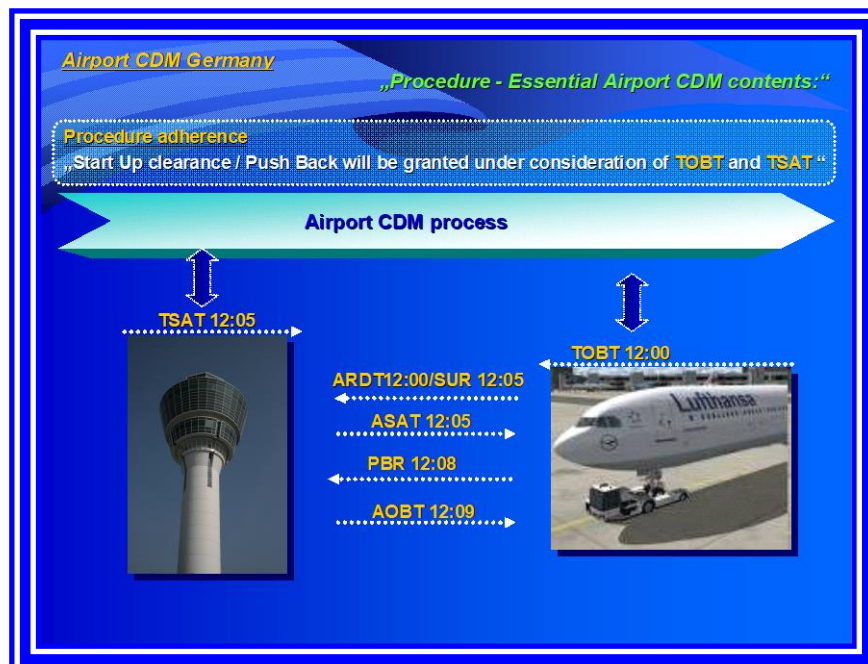 Airport CDM Germany
„Procedure - Essential Airport CDM contents:“
Procedure adherence
„Start Up clearance / Push Back will be granted under consideration of TOBT and TSAT “
Airport CDM process
TSAT 12:05
TOBT 12:00
ARDT12:00/SUR 12:05
ASAT 12:05
PBR 12:08
AOBT 12:09
Lufthansa